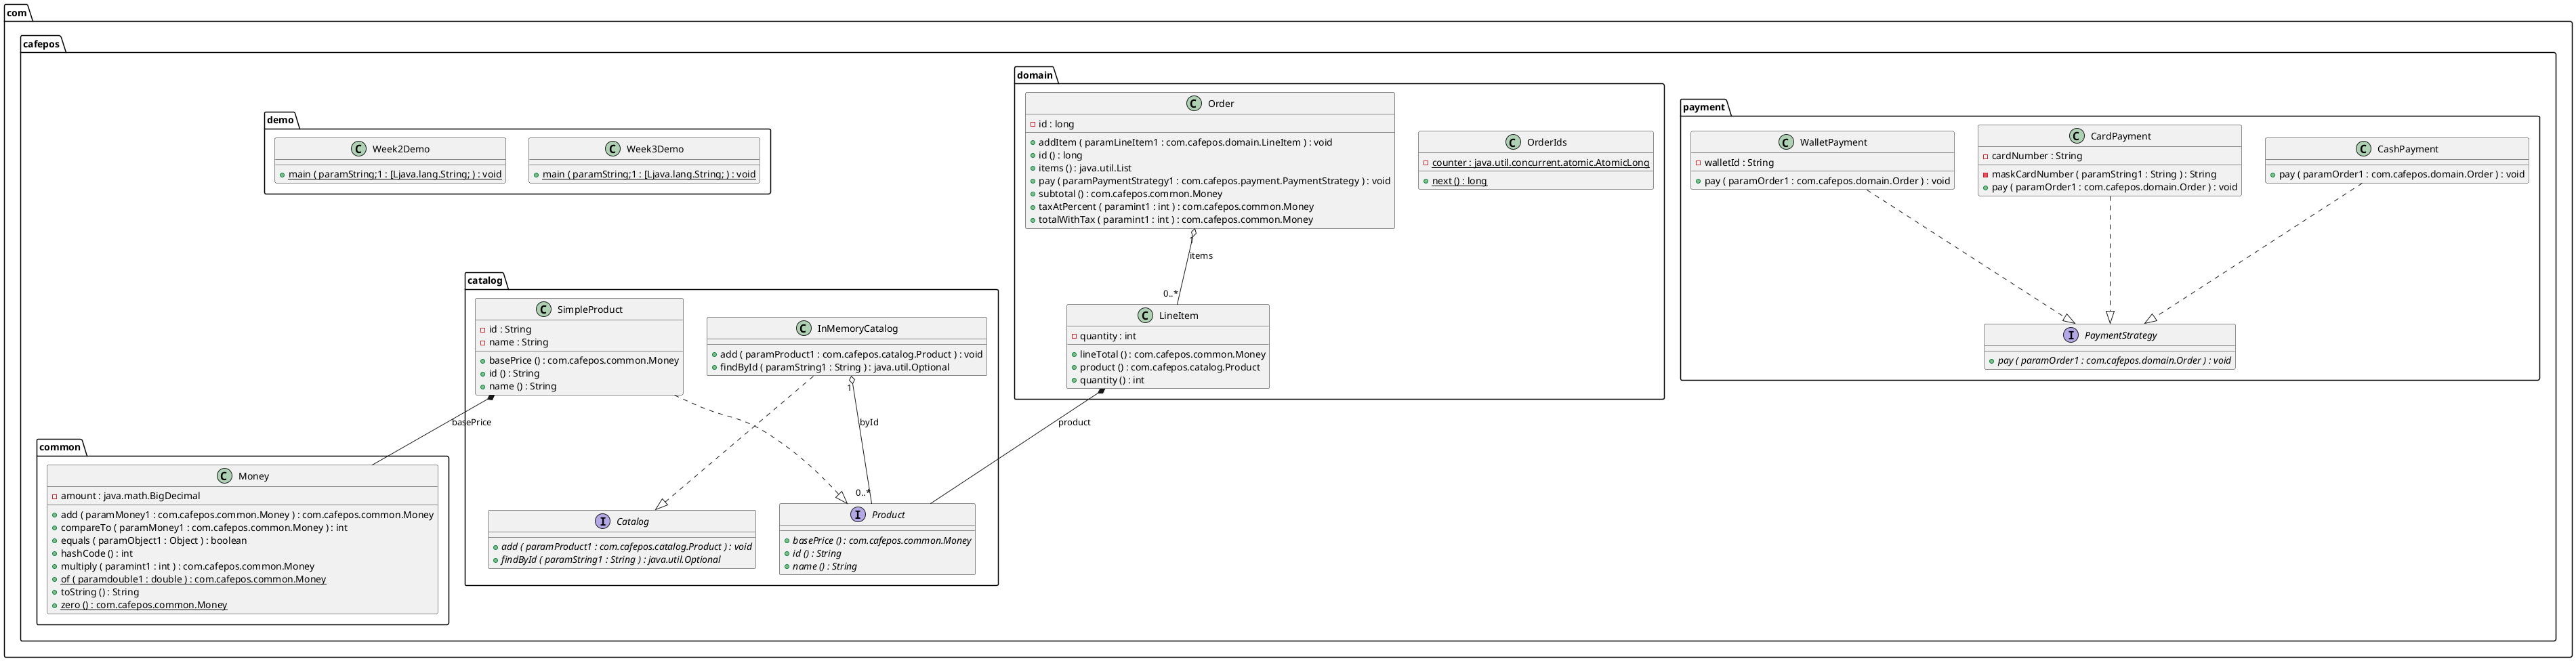 com
cafepos
domain
Order
id : long
addItem ( paramLineItem1 : com.cafepos.domain.LineItem ) : void
id () : long
items () : java.util.List
pay ( paramPaymentStrategy1 : com.cafepos.payment.PaymentStrategy ) : void
subtotal () : com.cafepos.common.Money
taxAtPercent ( paramint1 : int ) : com.cafepos.common.Money
totalWithTax ( paramint1 : int ) : com.cafepos.common.Money
OrderIds
counter : java.util.concurrent.atomic.AtomicLong
next () : long
1
items
0..*
LineItem
quantity : int
lineTotal () : com.cafepos.common.Money
product () : com.cafepos.catalog.Product
quantity () : int
product
payment
WalletPayment
walletId : String
pay ( paramOrder1 : com.cafepos.domain.Order ) : void
CardPayment
cardNumber : String
maskCardNumber ( paramString1 : String ) : String
pay ( paramOrder1 : com.cafepos.domain.Order ) : void
CashPayment
pay ( paramOrder1 : com.cafepos.domain.Order ) : void
PaymentStrategy
pay ( paramOrder1 : com.cafepos.domain.Order ) : void
demo
Week2Demo
main ( paramString;1 : [Ljava.lang.String; ) : void
Week3Demo
main ( paramString;1 : [Ljava.lang.String; ) : void
catalog
SimpleProduct
id : String
name : String
basePrice () : com.cafepos.common.Money
id () : String
name () : String
InMemoryCatalog
add ( paramProduct1 : com.cafepos.catalog.Product ) : void
findById ( paramString1 : String ) : java.util.Optional
1
byId
0..*
basePrice
Catalog
add ( paramProduct1 : com.cafepos.catalog.Product ) : void
findById ( paramString1 : String ) : java.util.Optional
Product
basePrice () : com.cafepos.common.Money
id () : String
name () : String
common
Money
amount : java.math.BigDecimal
add ( paramMoney1 : com.cafepos.common.Money ) : com.cafepos.common.Money
compareTo ( paramMoney1 : com.cafepos.common.Money ) : int
equals ( paramObject1 : Object ) : boolean
hashCode () : int
multiply ( paramint1 : int ) : com.cafepos.common.Money
of ( paramdouble1 : double ) : com.cafepos.common.Money
toString () : String
zero () : com.cafepos.common.Money